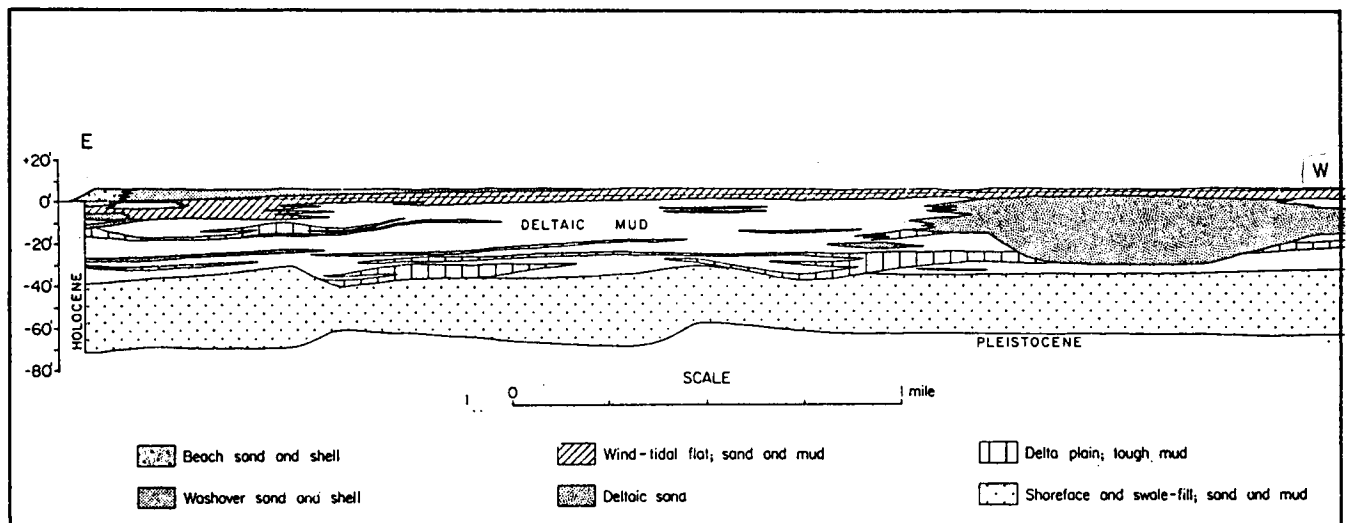 E
W
+20'
0'
-20'
-40'
-60'
-80'
HOLOCENE
DELTAIC MUD
PLEISTOCENE
SCALE
0 1 mile
Beach sand and shell
Wind-tidal flat; sand and mud
Delta plain; tough mud
Washover sand and shell
Deltaic sand
Shoreface and swale-fill; sand and mud